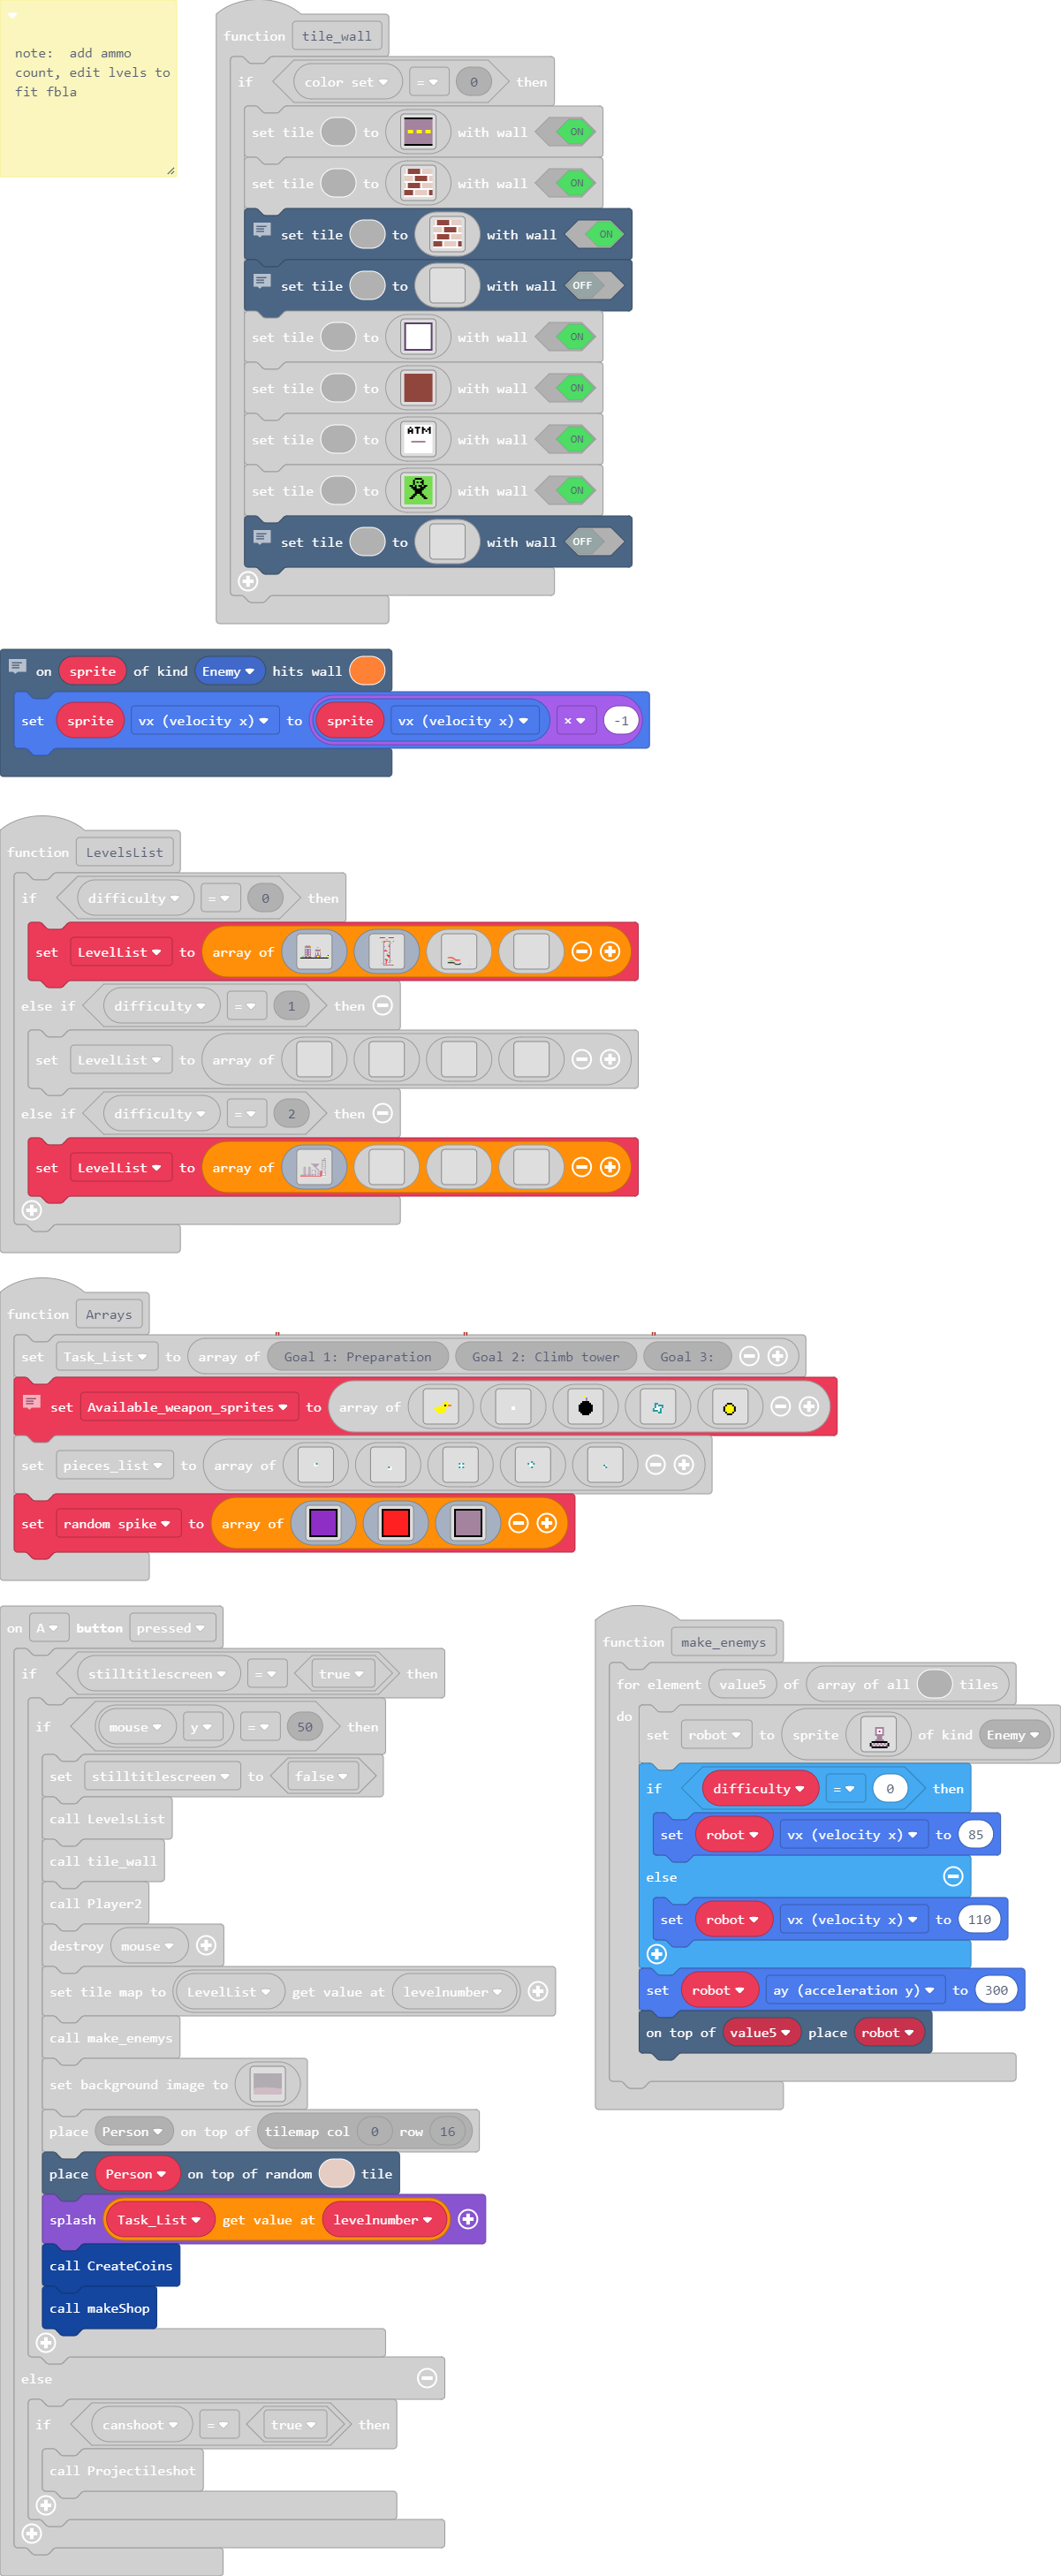 note: add ammo
count, edit lvels to
fit fbla
function tile_wall
if color set = 0 then
set tile to with wall ON
set tile to with wall ON
set tile to with wall ON
set tile to with wall OFF
set tile to with wall ON
set tile to with wall ON
set tile to ATM with wall ON
set tile to with wall ON
set tile to with wall OFF
on sprite of kind Enemy hits wall
set sprite vx (velocity x) to sprite vx (velocity x) × -1
function LevelsList
if difficulty = 0 then
set LevelList to array of
else if difficulty = 1 then
set LevelList to array of
else if difficulty = 2 then
set LevelList to array of
function Arrays
set Task_List to array of " Goal 1: Preparation " Goal 2: Climb tower " Goal 3:
set Available_weapon_sprites to array of
set pieces_list to array of
set random spike to array of
on A button pressed
if stilltitlescreen = true then
if mouse y = 50 then
set stilltitlescreen to false
call LevelsList
call tile_wall
call Player2
destroy mouse
set tile map to LevelList get value at levelnumber
call make_enemys
set background image to
place Person on top of tilemap col 0 row 16
place Person on top of random tile
splash Task_List get value at levelnumber
call CreateCoins
call makeShop
else
if canshoot = true then
call Projectileshot
function make_enemys
for element value5 of array of all tiles
do
set robot to sprite of kind Enemy
if difficulty = 0 then
set robot vx (velocity x) to 85
else
set robot vx (velocity x) to 110
set robot ay (acceleration y) to 300
on top of value5 place robot